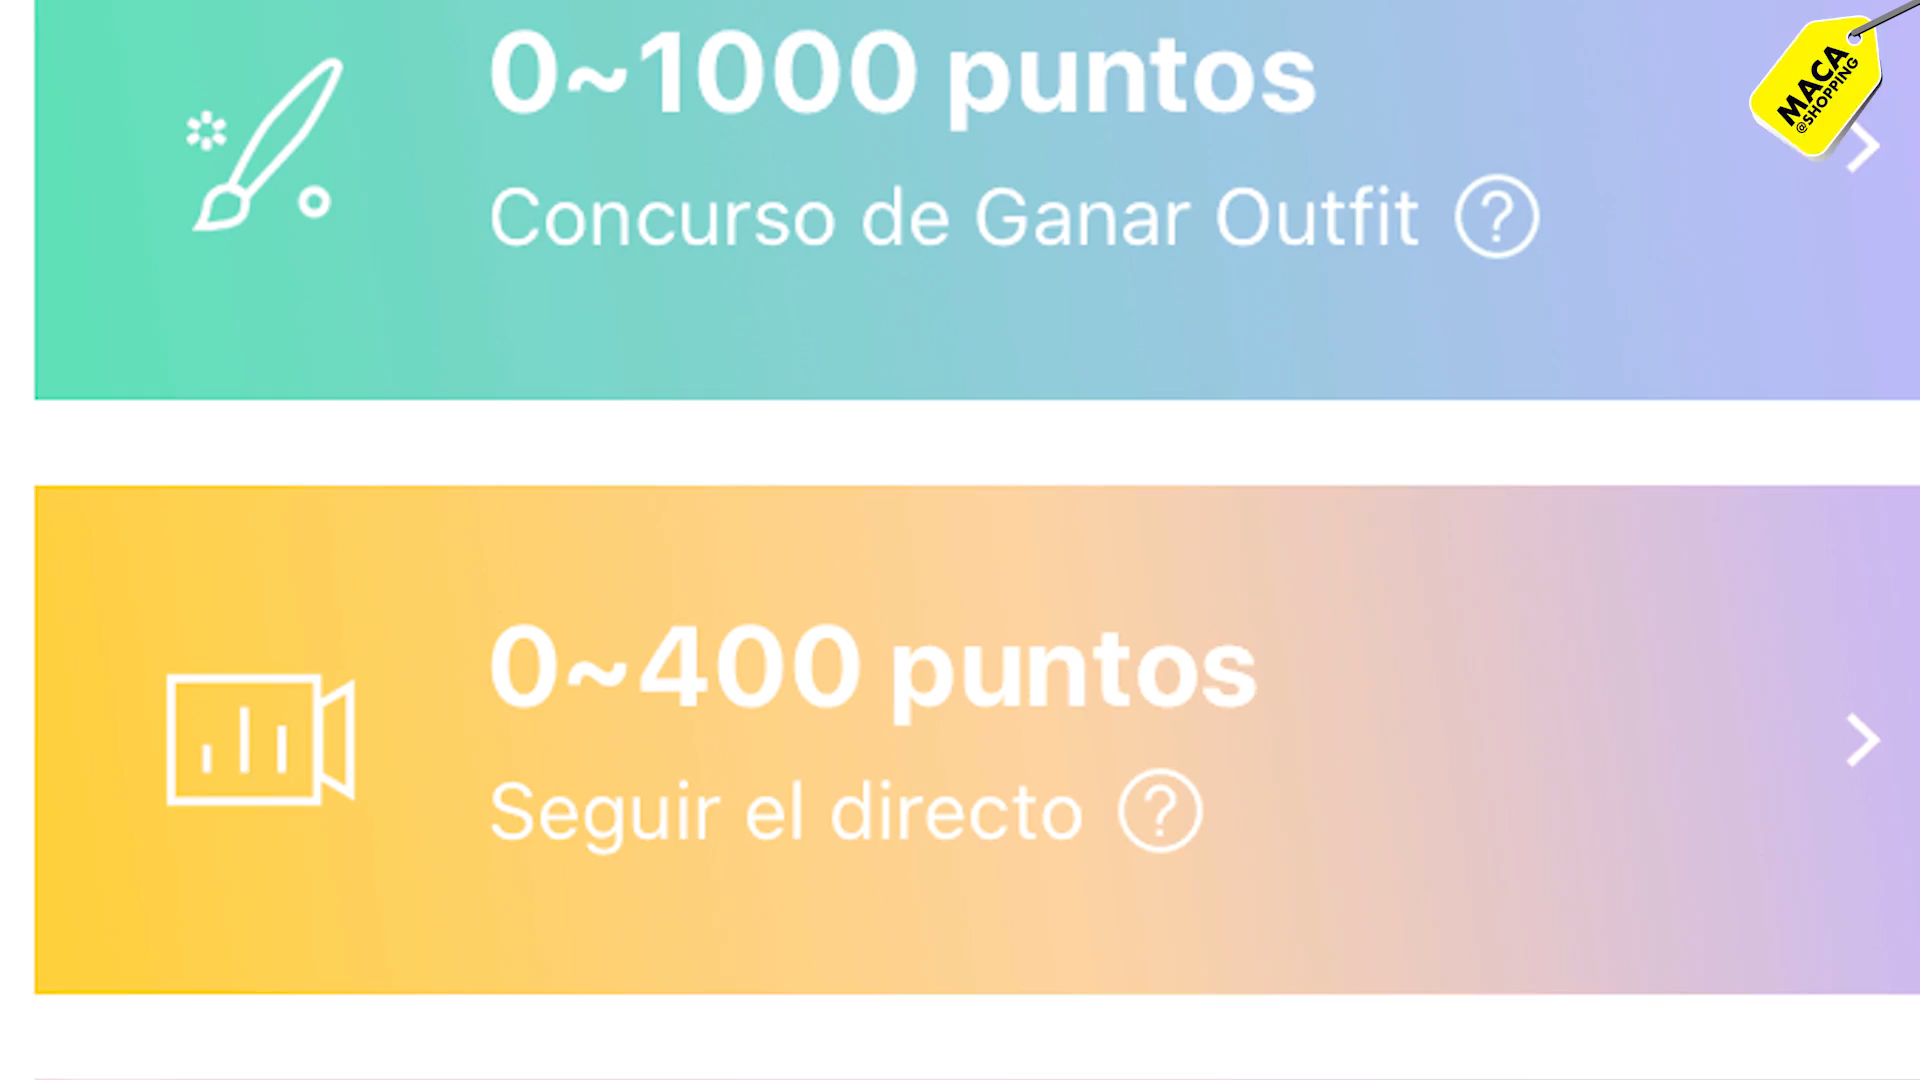 0~1000 puntos
MACA
@SHOPPING
Concurso de Ganar Outfit ?
0~400 puntos
Seguir el directo ?